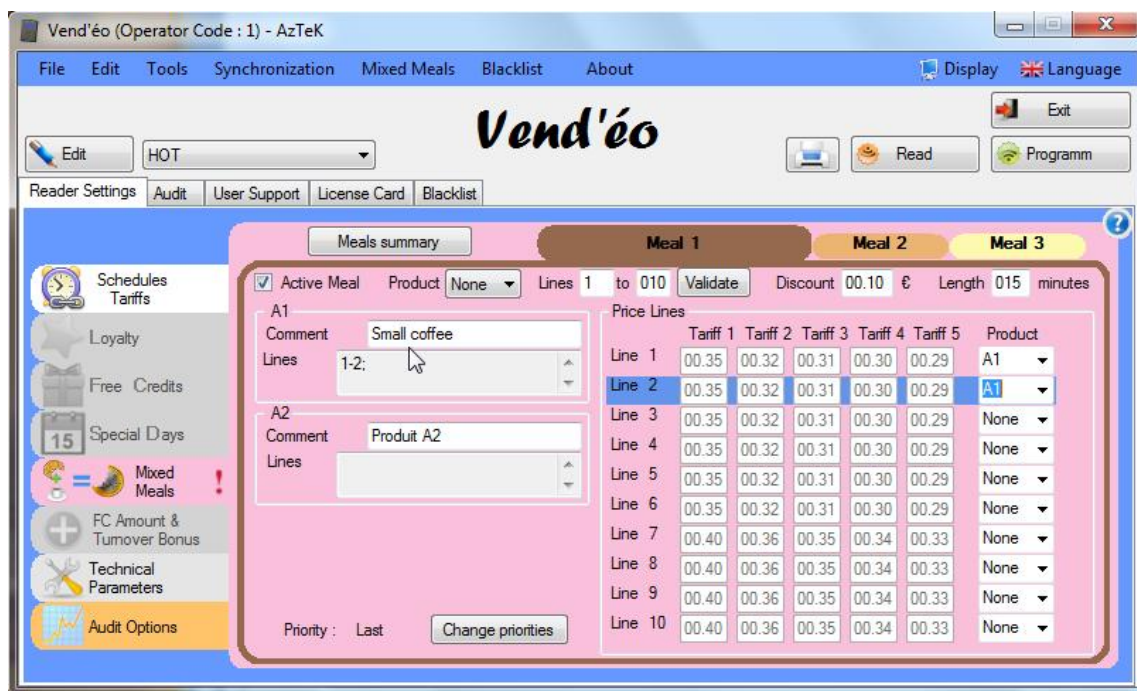 Vend'éo (Operator Code : 1) - AzTeK
File Edit Tools Synchronization Mixed Meals Blacklist About Display Language
Vend'éo
Exit
Edit HOT Read Programm
Reader Settings Audit User Support License Card Blacklist
Meals summary Meal 1 Meal 2 Meal 3
Schedules Tariffs
Loyalty
Free Credits
15 Special Days
Mixed Meals !
FC Amount & Turnover Bonus
Technical Parameters
Audit Options
Active Meal Product None Lines 1 to 010 Validate Discount 00.10 € Length 015 minutes
A1
Comment Small coffee
Lines 1-2;
A2
Comment Produit A2
Lines
Priority : Last Change priorities
Price Lines
Tariff 1 Tariff 2 Tariff 3 Tariff 4 Tariff 5 Product
Line 1 00.35 00.32 00.31 00.30 00.29 A1
Line 2 00.35 00.32 00.31 00.30 00.29 A1
Line 3 00.35 00.32 00.31 00.30 00.29 None
Line 4 00.35 00.32 00.31 00.30 00.29 None
Line 5 00.35 00.32 00.31 00.30 00.29 None
Line 6 00.35 00.32 00.31 00.30 00.29 None
Line 7 00.40 00.36 00.35 00.34 00.33 None
Line 8 00.40 00.36 00.35 00.34 00.33 None
Line 9 00.40 00.36 00.35 00.34 00.33 None
Line 10 00.40 00.36 00.35 00.34 00.33 None